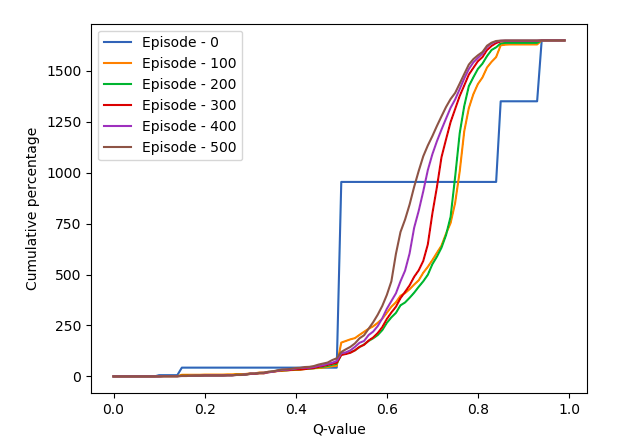 Episode - 0
Episode - 100
Episode - 200
Episode - 300
Episode - 400
Episode - 500
Cumulative percentage
1500
1250
1000
750
500
250
0
0.0 0.2 0.4 0.6 0.8 1.0
Q-value